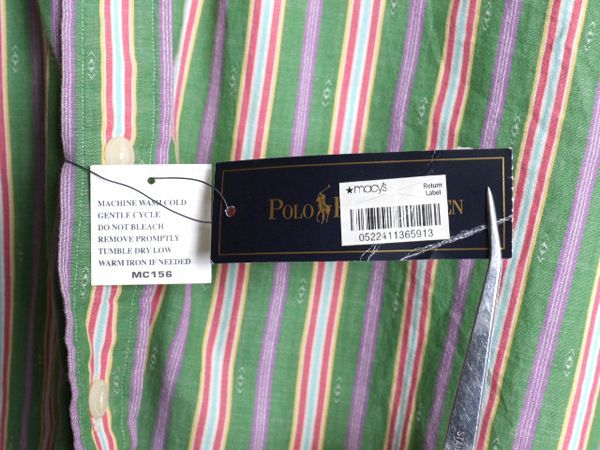 MACHINE WASH COLD
GENTLE CYCLE
DO NOT BLEACH
REMOVE PROMPTLY
TUMBLE DRY LOW
WARM IRON IF NEEDED
MC156
POLO
★macy's
Return
Label
0522411365913